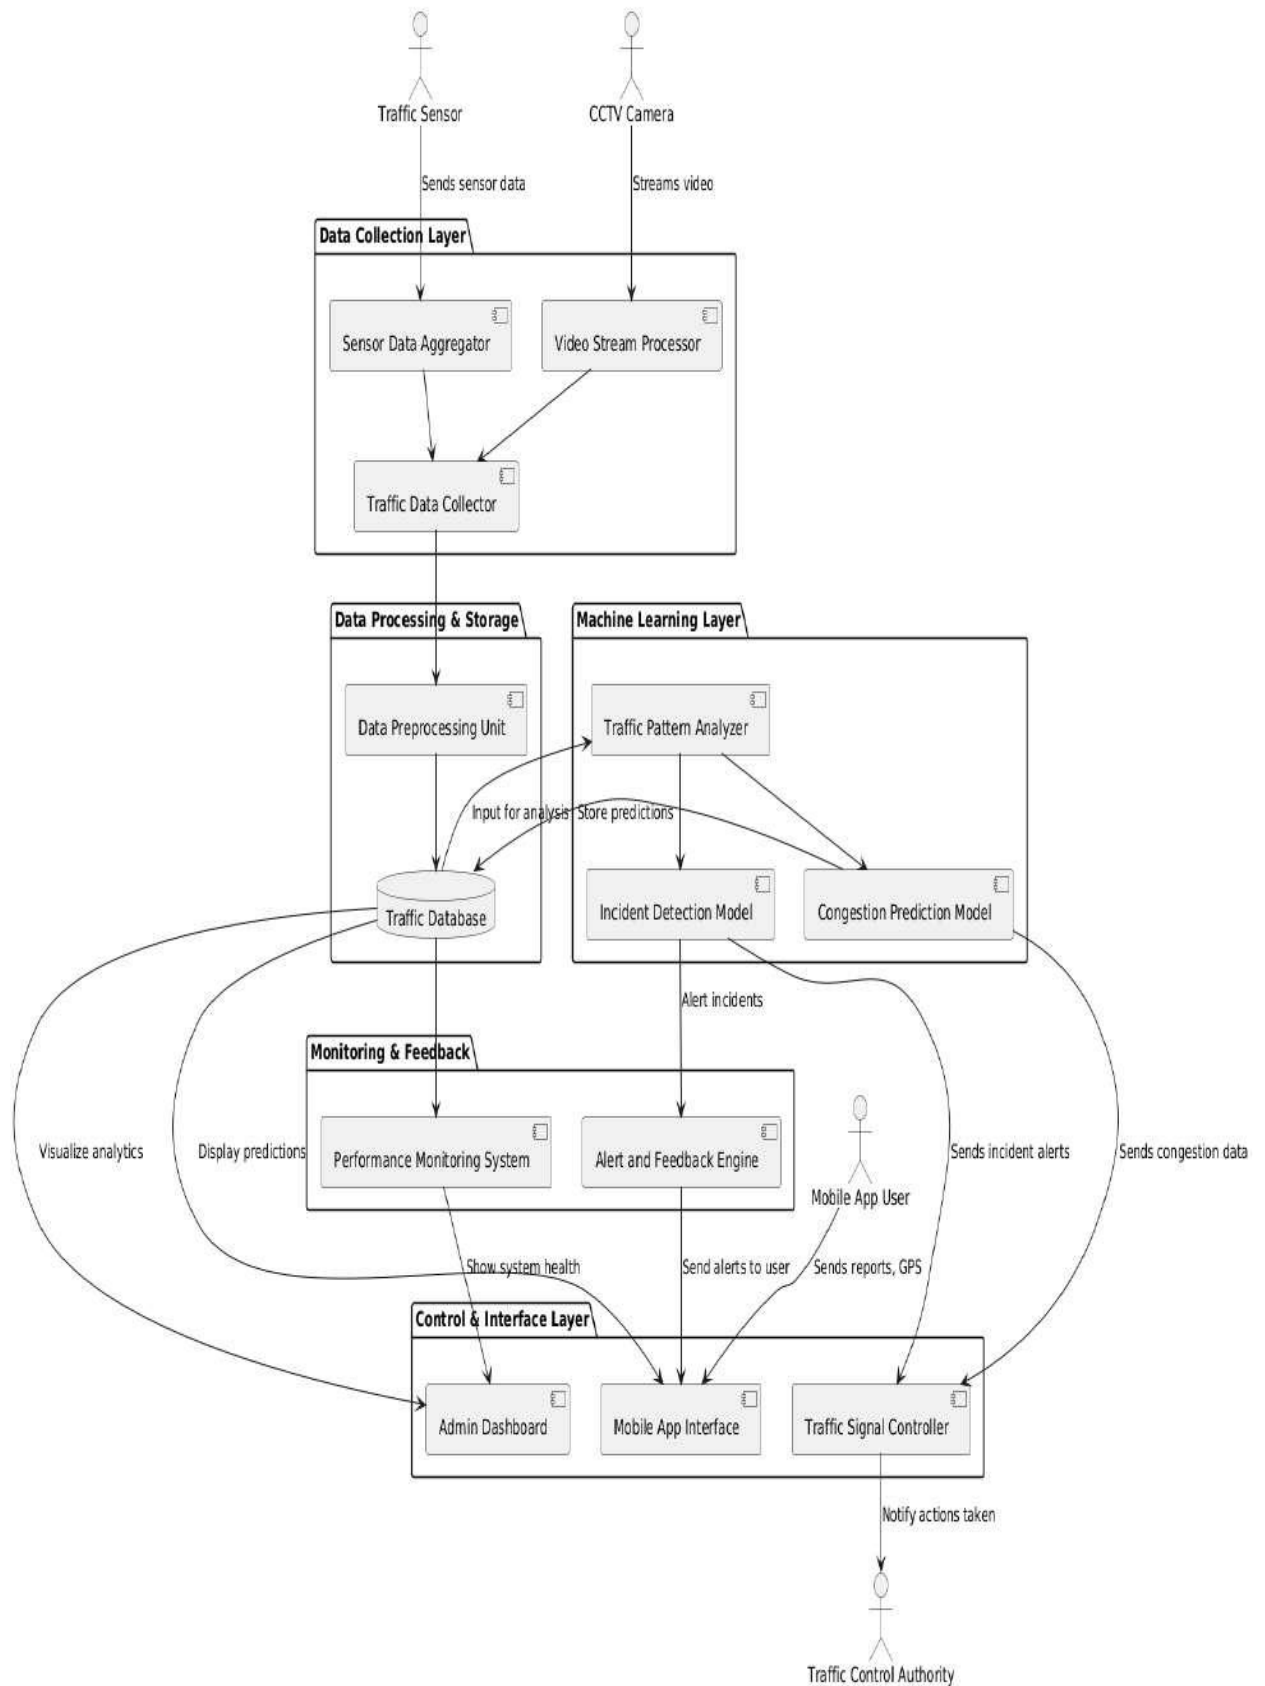 Traffic Sensor
CCTV Camera
Sends sensor data
Streams video
Data Collection Layer
Sensor Data Aggregator
Video Stream Processor
Traffic Data Collector
Data Processing & Storage
Machine Learning Layer
Data Preprocessing Unit
Traffic Pattern Analyzer
Input for analysis
Store predictions
Traffic Database
Incident Detection Model
Congestion Prediction Model
Alert incidents
Monitoring & Feedback
Visualize analytics
Display predictions
Performance Monitoring System
Alert and Feedback Engine
Sends incident alerts
Sends congestion data
Mobile App User
Show system health
Send alerts to user
Sends reports, GPS
Control & Interface Layer
Admin Dashboard
Mobile App Interface
Traffic Signal Controller
Notify actions taken
Traffic Control Authority